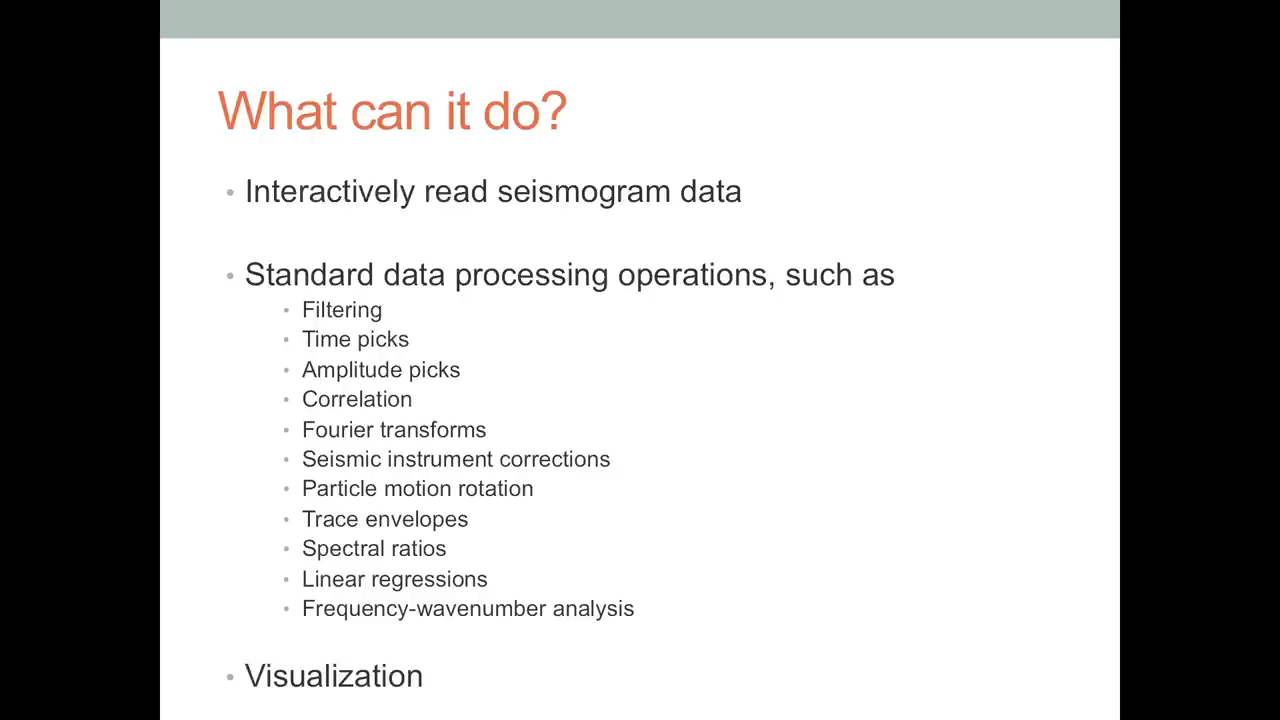 What can it do?
• Interactively read seismogram data
• Standard data processing operations, such as
• Filtering
• Time picks
• Amplitude picks
• Correlation
• Fourier transforms
• Seismic instrument corrections
• Particle motion rotation
• Trace envelopes
• Spectral ratios
• Linear regressions
• Frequency-wavenumber analysis
• Visualization